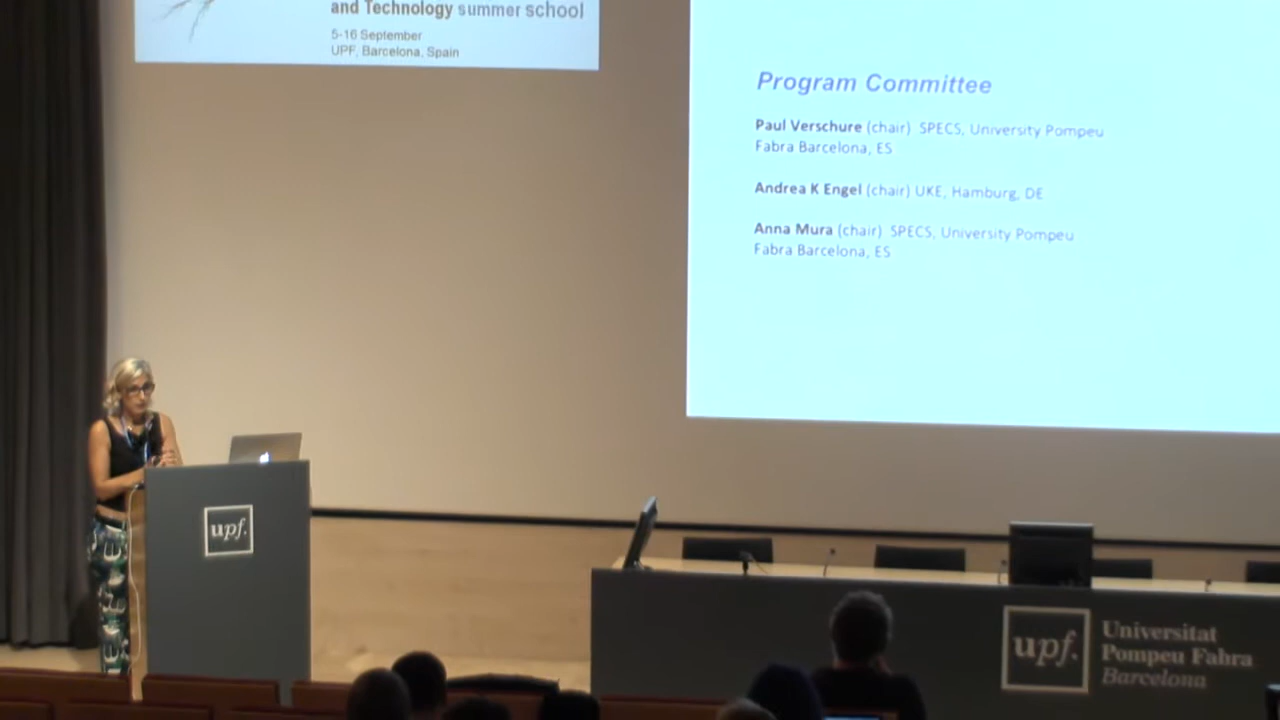 and Technology summer school
5-16 September
UPF, Barcelona, Spain
Program Committee
Paul Verschure (chair) SPECS, University Pompeu
Fabra Barcelona, ES
Andrea K Engel (chair) UKE, Hamburg, DE
Anna Mura (chair) SPECS, University Pompeu
Fabra Barcelona, ES
upf.
upf.
Universitat
Pompeu Fabra
Barcelona